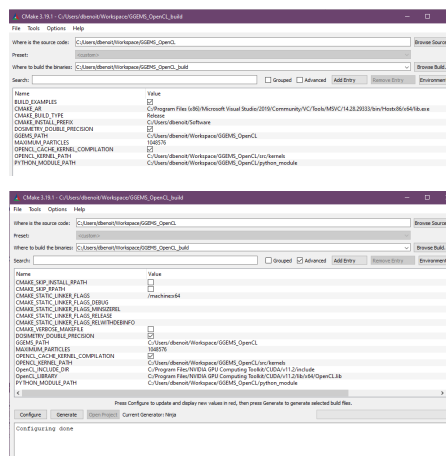 CMake 3.19.1 - C:/Users/dbenoit/Workspace/GGEMS_OpenCL_build
File Tools Options Help
Where is the source code: C:/Users/dbenoit/Workspace/GGEMS_OpenCL Browse Source
Preset: <custom>
Where to build the binaries: C:/Users/dbenoit/Workspace/GGEMS_OpenCL_build Browse Build.
Search: Grouped Advanced Add Entry Remove Entry Environment
Name Value
BUILD_EXAMPLES
CMAKE_AR C:/Program Files (x86)/Microsoft Visual Studio/2019/Community/VC/Tools/MSVC/14.28.29333/bin/Hostx86/x64/lib.exe
CMAKE_BUILD_TYPE Release
CMAKE_INSTALL_PREFIX C:/Users/dbenoit/Software
DOSIMETRY_DOUBLE_PRECISION
GGEMS_PATH C:/Users/dbenoit/Workspace/GGEMS_OpenCL
MAXIMUM_PARTICLES 1048576
OPENCL_CACHE_KERNEL_COMPILATION
OPENCL_KERNEL_PATH C:/Users/dbenoit/Workspace/GGEMS_OpenCL/src/kernels
PYTHON_MODULE_PATH C:/Users/dbenoit/Workspace/GGEMS_OpenCL/python_module
CMake 3.19.1 - C:/Users/dbenoit/Workspace/GGEMS_OpenCL_build
File Tools Options Help
Where is the source code: C:/Users/dbenoit/Workspace/GGEMS_OpenCL Browse Source
Preset: <custom>
Where to build the binaries: C:/Users/dbenoit/Workspace/GGEMS_OpenCL_build Browse Build.
Search: Grouped Advanced Add Entry Remove Entry Environment
Name Value
CMAKE_SKIP_INSTALL_RPATH
CMAKE_SKIP_RPATH
CMAKE_STATIC_LINKER_FLAGS /machine:x64
CMAKE_STATIC_LINKER_FLAGS_DEBUG
CMAKE_STATIC_LINKER_FLAGS_MINSIZEREL
CMAKE_STATIC_LINKER_FLAGS_RELEASE
CMAKE_STATIC_LINKER_FLAGS_RELWITHDEBINFO
CMAKE_VERBOSE_MAKEFILE
DOSIMETRY_DOUBLE_PRECISION
GGEMS_PATH C:/Users/dbenoit/Workspace/GGEMS_OpenCL
MAXIMUM_PARTICLES 1048576
OPENCL_CACHE_KERNEL_COMPILATION
OPENCL_KERNEL_PATH C:/Users/dbenoit/Workspace/GGEMS_OpenCL/src/kernels
OpenCL_INCLUDE_DIR C:/Program Files/NVIDIA GPU Computing Toolkit/CUDA/v11.2/include
OpenCL_LIBRARY C:/Program Files/NVIDIA GPU Computing Toolkit/CUDA/v11.2/lib/x64/OpenCL.lib
PYTHON_MODULE_PATH C:/Users/dbenoit/Workspace/GGEMS_OpenCL/python_module
Press Configure to update and display new values in red, then press Generate to generate selected build files.
Configure Generate Open Project Current Generator: Ninja
Configuring done